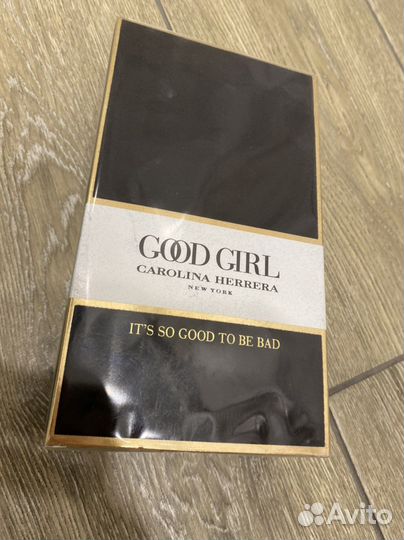 GOOD GIRL
CAROLINA HERRERA
NEW YORK
IT'S SO GOOD TO BE BAD
Avito